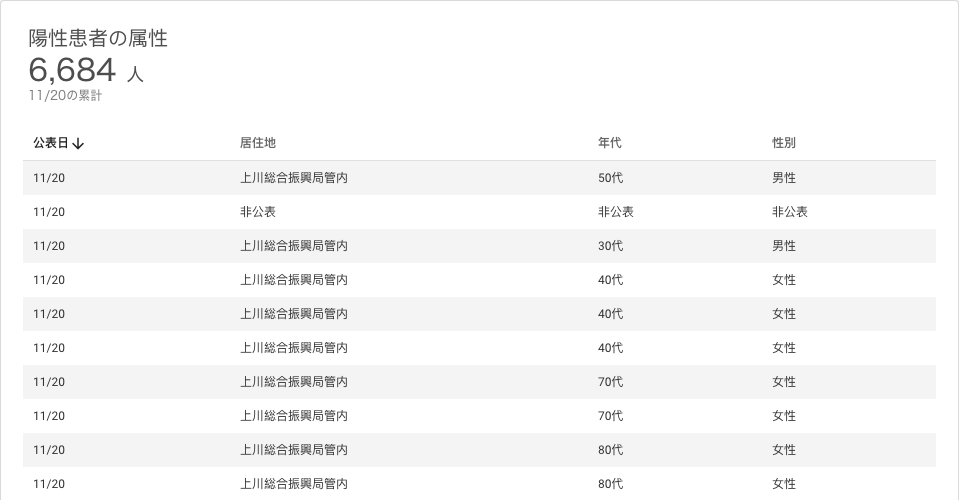 陽性患者の属性
6,684 人
11/20の累計
公表日↓ 居住地 年代 性別
11/20 上川総合振興局管内 50代 男性
11/20 非公表 非公表 非公表
11/20 上川総合振興局管内 30代 男性
11/20 上川総合振興局管内 40代 女性
11/20 上川総合振興局管内 40代 女性
11/20 上川総合振興局管内 40代 女性
11/20 上川総合振興局管内 70代 女性
11/20 上川総合振興局管内 70代 女性
11/20 上川総合振興局管内 80代 女性
11/20 上川総合振興局管内 80代 女性